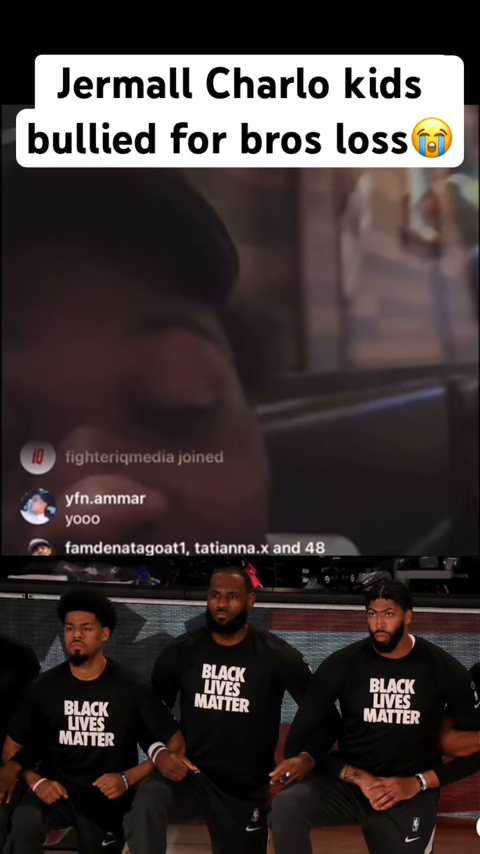 Jermall Charlo kids
bullied for bros loss😭
IQ
fighteriqmedia joined
yfn.ammar
yooo
famdenatagoat1, tatianna.x and 48
BLACK
LIVES
MATTER
BLACK
LIVES
MATTER
BLACK
LIVES
MATTER